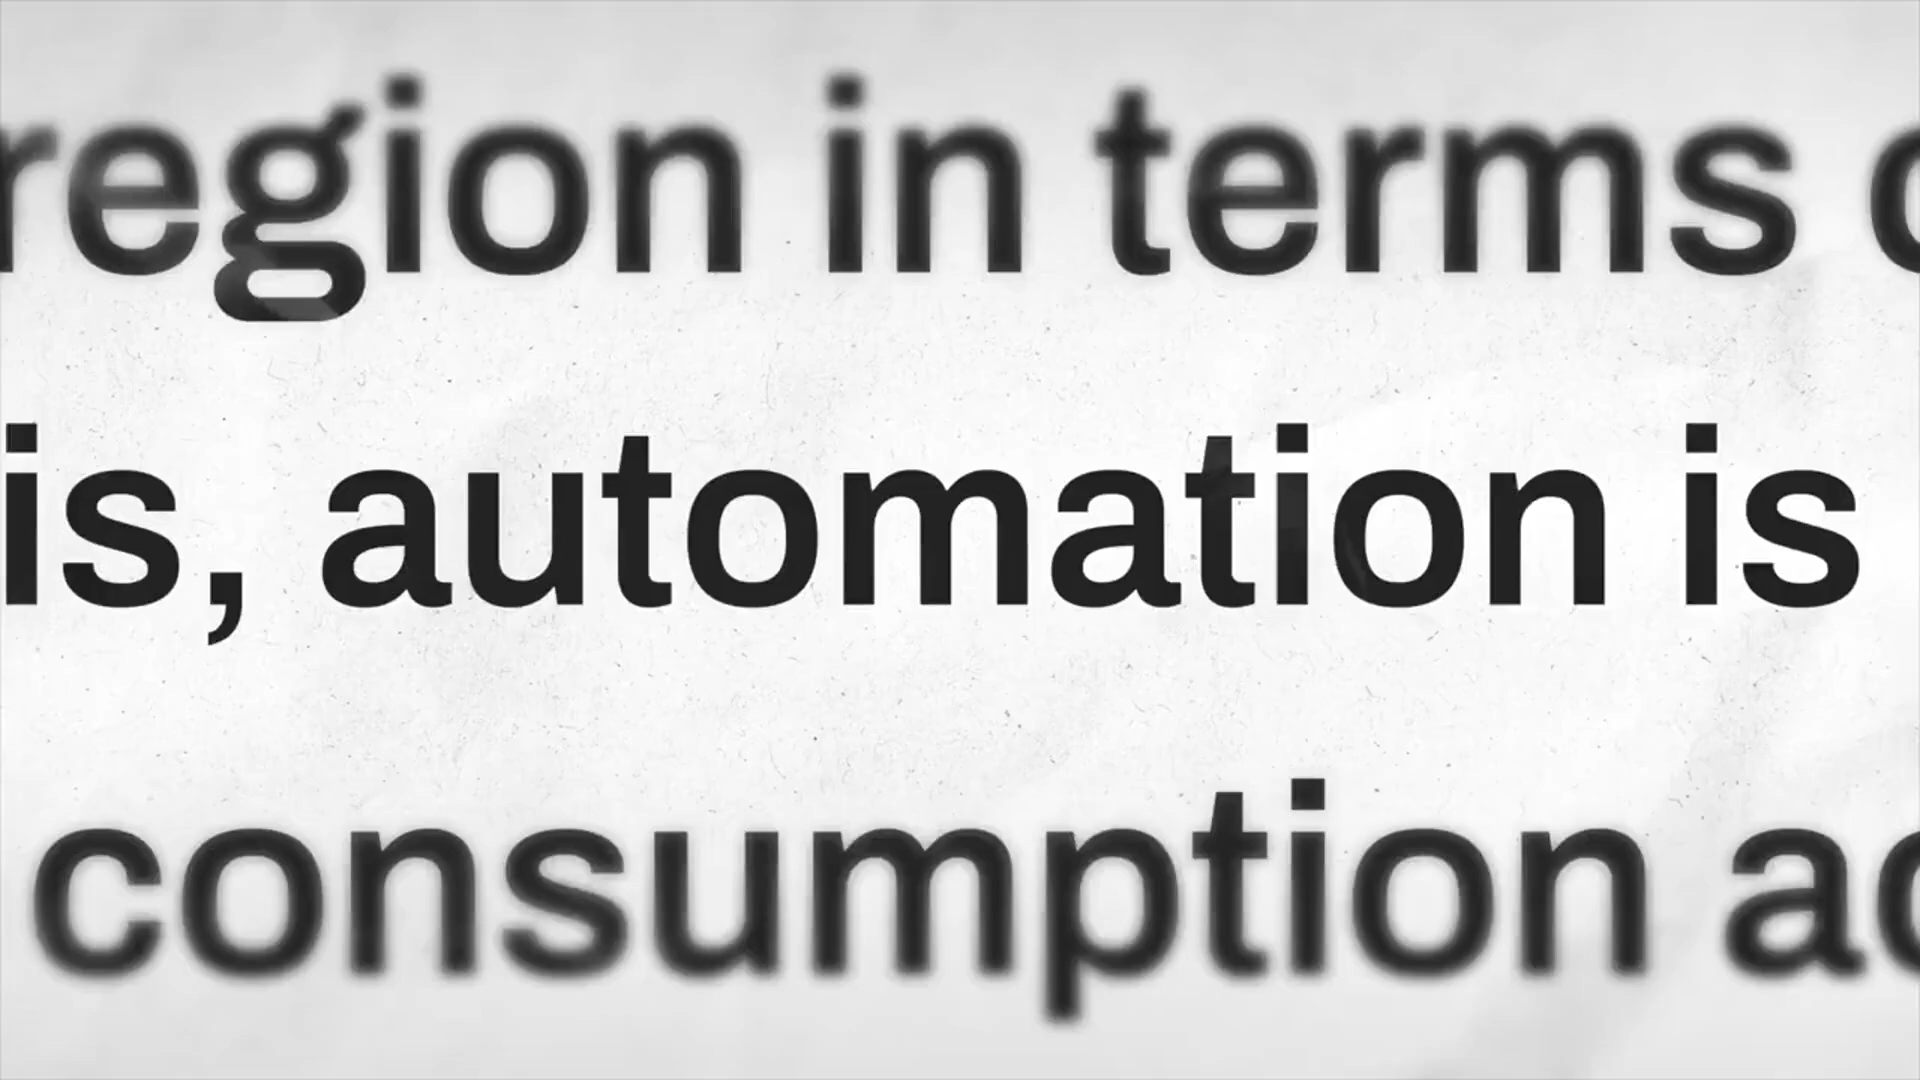 region in terms
is, automation is
consumption